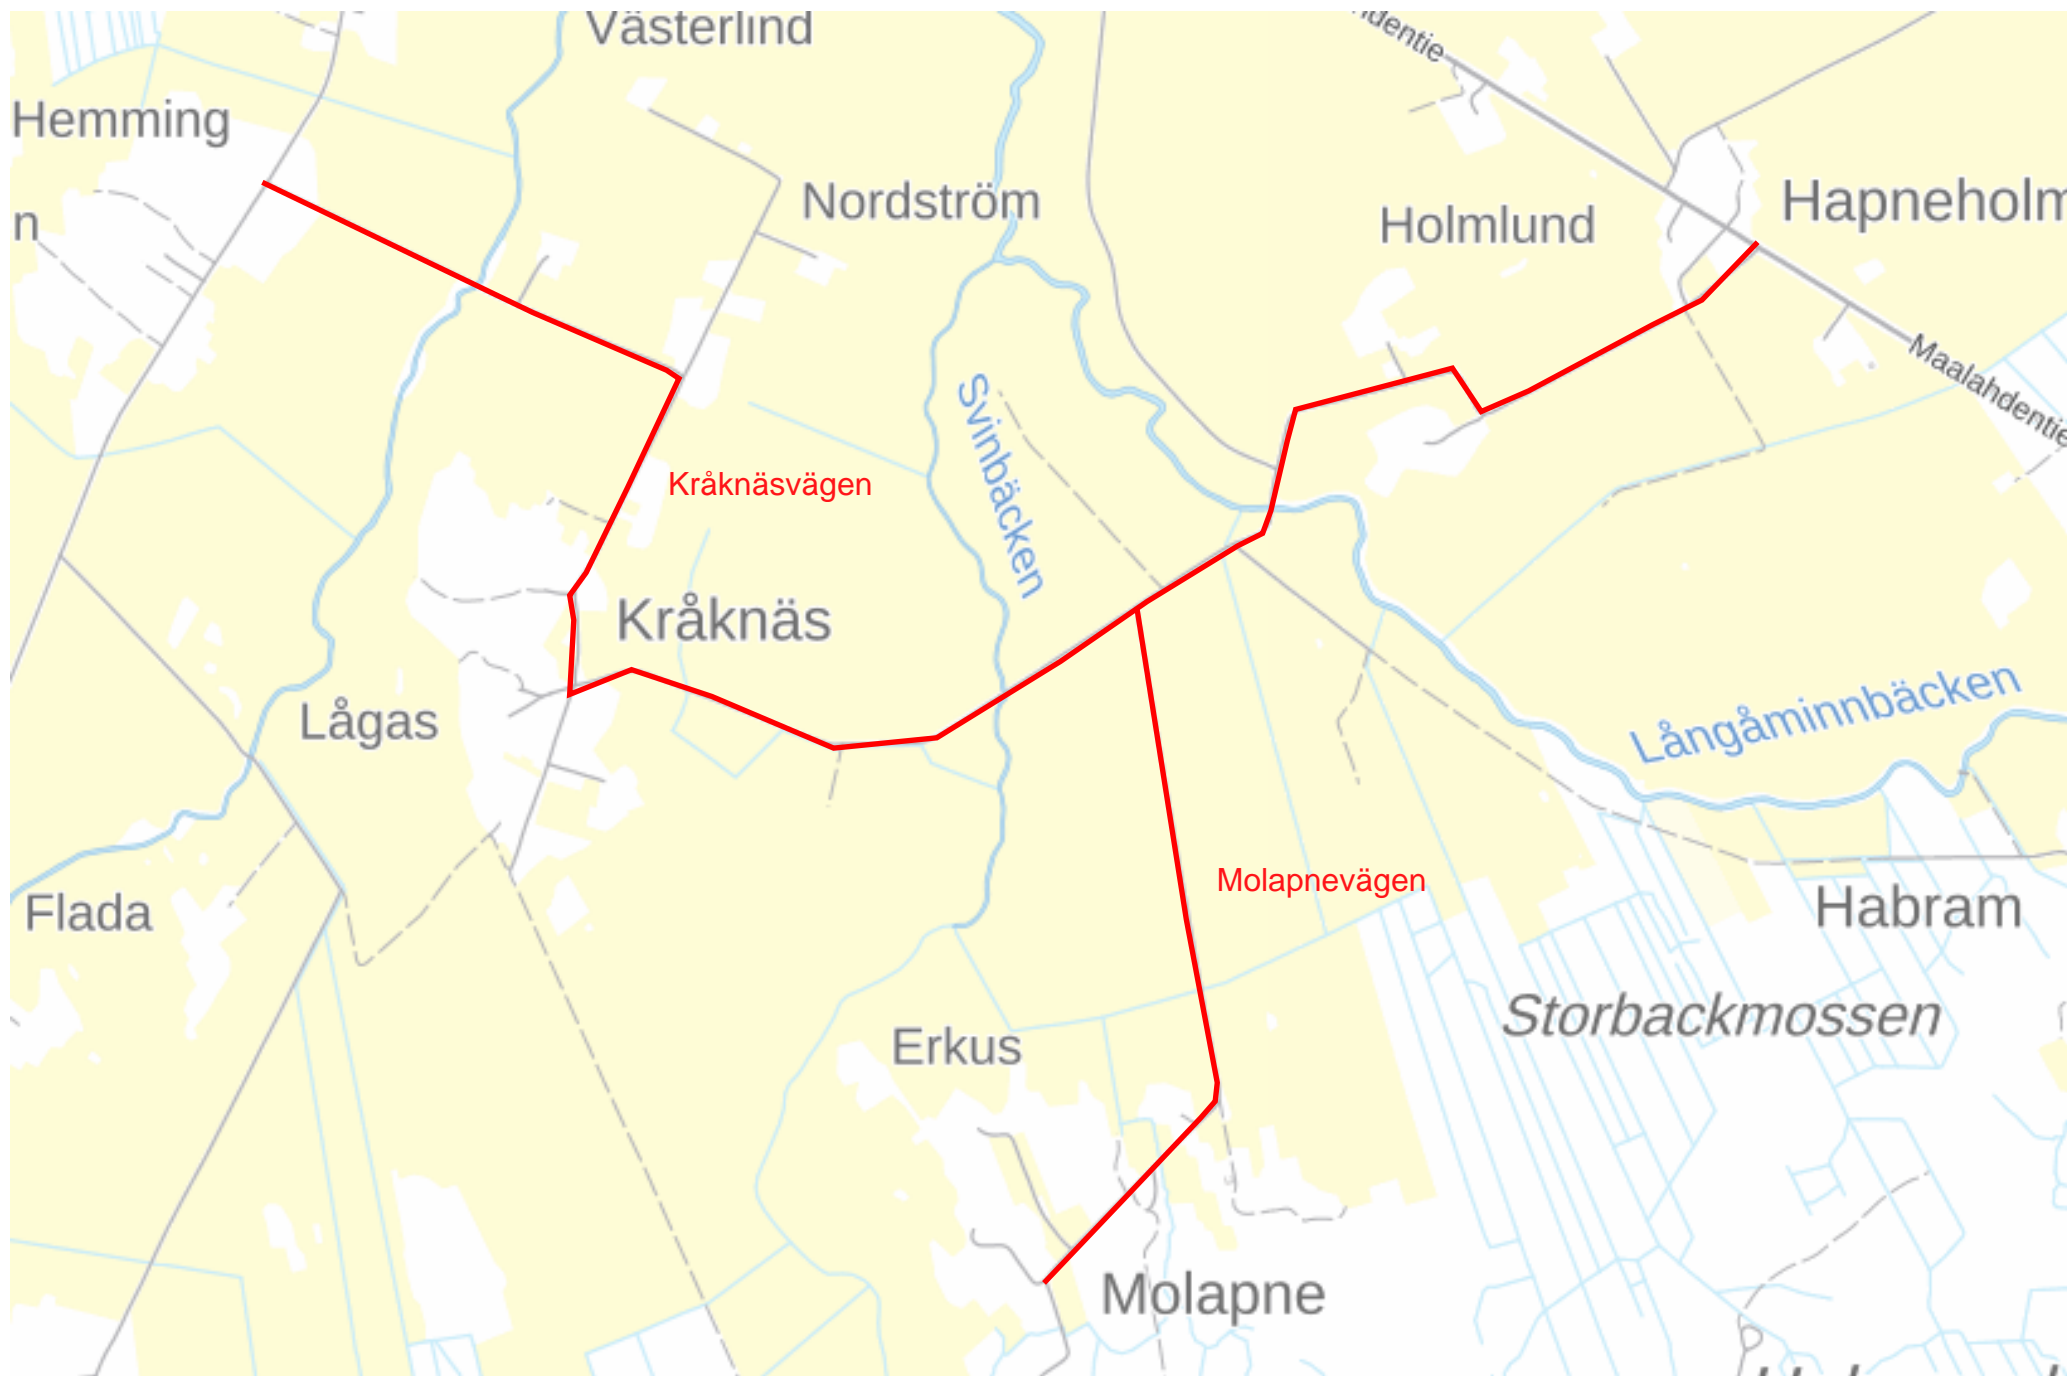 Västerlind
Hemming
n
Nordström
Holmlund
Hapneholm
Maalahdentie
Svinbäcken
Kråknäsvägen
Kråknäs
Lågas
Långåminnbäcken
Molapnevägen
Flada
Habram
Storbackmossen
Erkus
Molapne